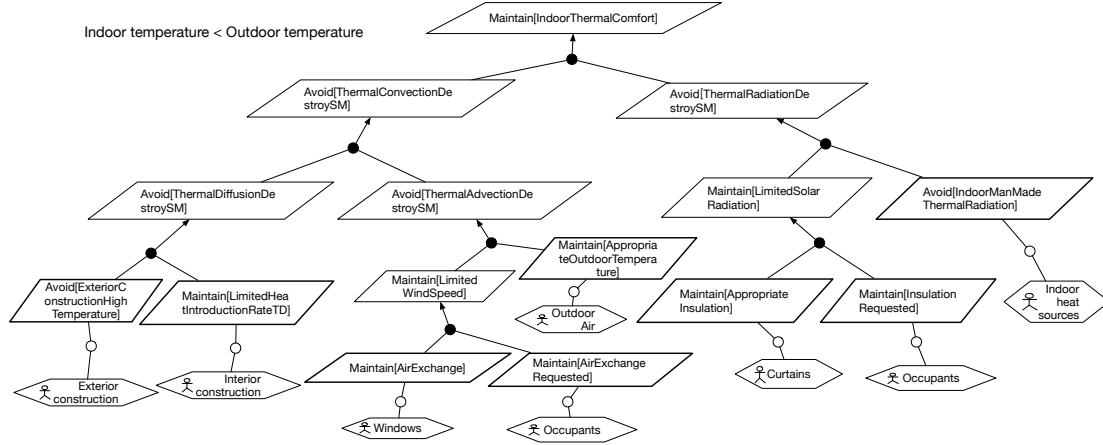 Maintain[IndoorThermalComfort]
Indoor temperature < Outdoor temperature
Avoid[ThermalConvectionDe
stroySM]
Avoid[ThermalRadiationDe
stroySM]
Avoid[ThermalDiffusionDe
stroySM]
Avoid[ThermalAdvectionDe
stroySM]
Maintain[LimitedSolar
Radiation]
Avoid[IndoorManMade
ThermalRadiation]
Avoid[ExteriorC
onstructionHigh
Temperature]
Maintain[LimitedHea
tIntroductionRateTD]
Maintain[Limited
WindSpeed]
Maintain[Appropria
teOutdoorTempera
ture]
Maintain[Appropriate
Insulation]
Maintain[Insulation
Requested]
Indoor
heat
sources
Outdoor
Air
Maintain[AirExchange]
Maintain[AirExchange
Requested]
Exterior
construction
Interior
construction
Windows
Occupants
Curtains
Occupants